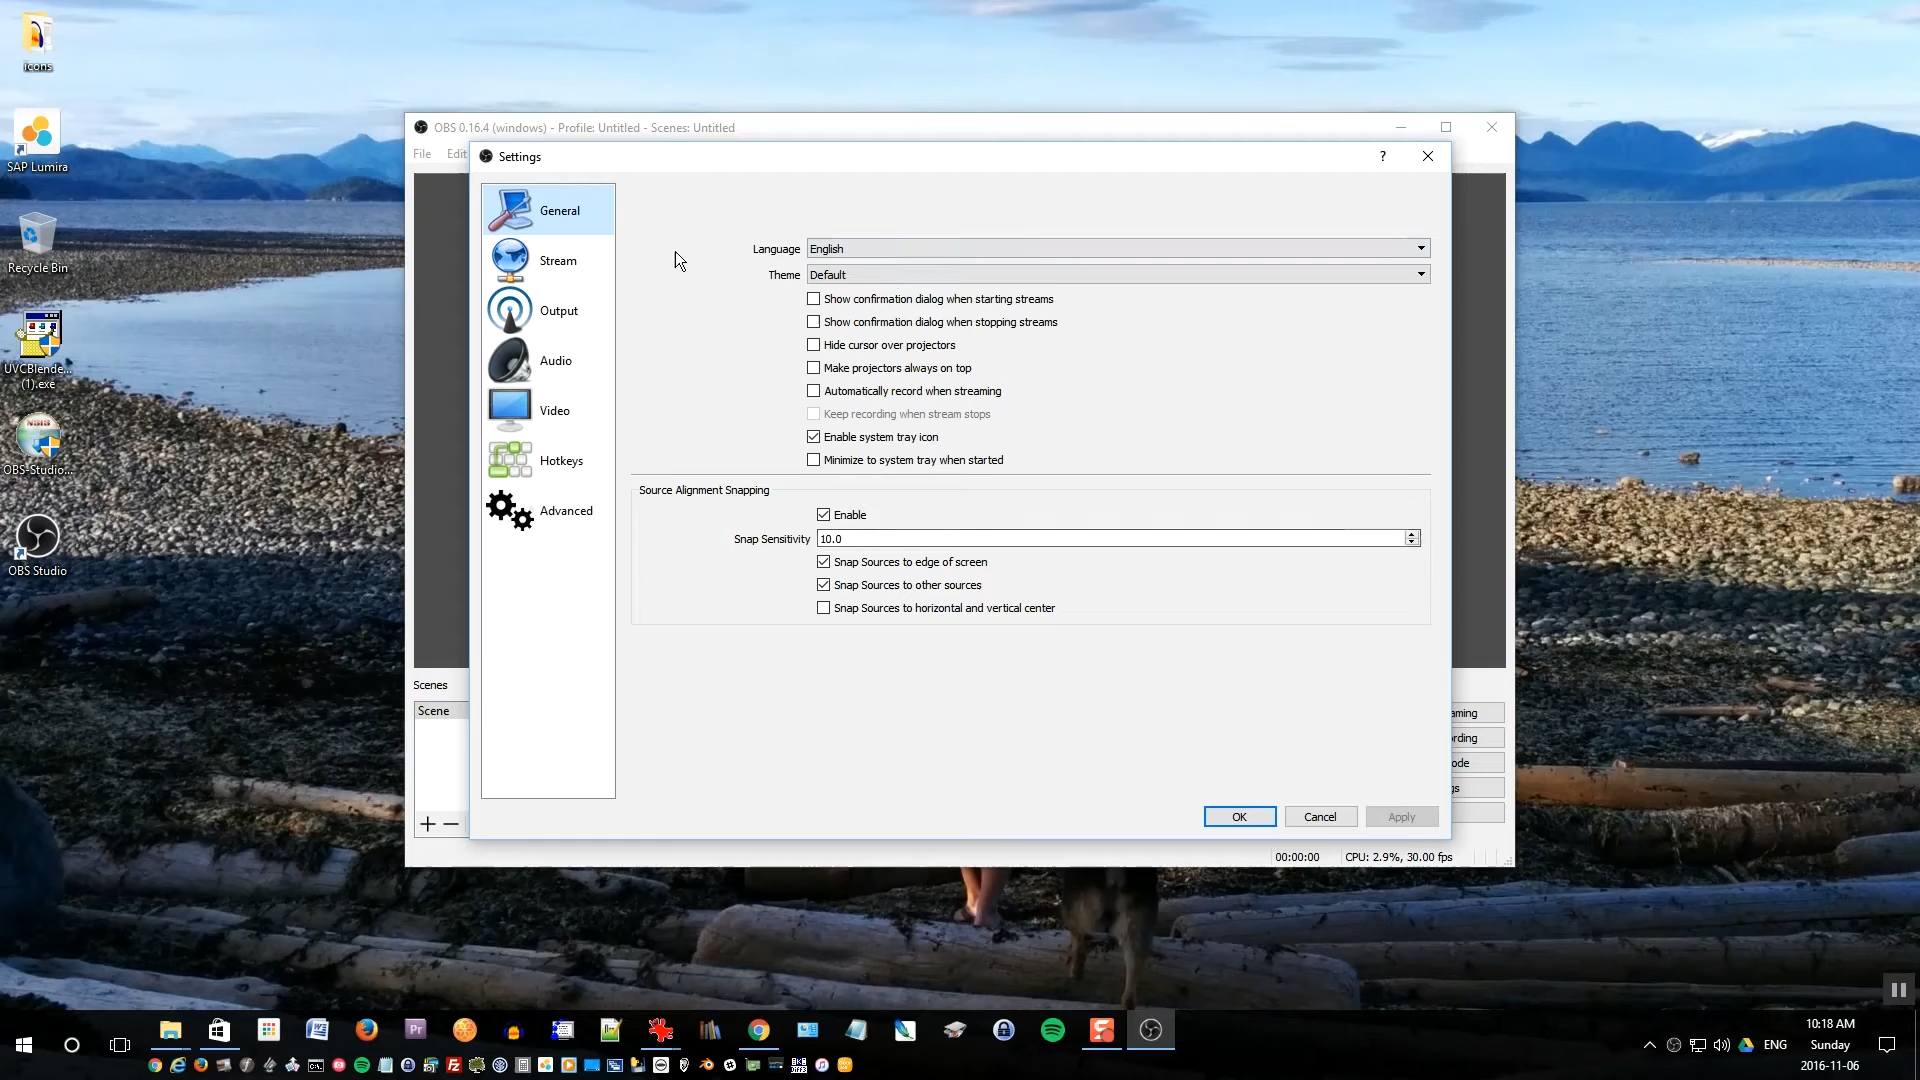 icons
SAP Lumira
Recycle Bin
UVCBlende...
(1).exe
OBS-Studio...
OBS Studio
OBS 0.16.4 (windows) - Profile: Untitled - Scenes: Untitled
File Edit
Settings
?
General
Stream
Output
Audio
Video
Hotkeys
Advanced
Language English
Theme Default
Show confirmation dialog when starting streams
Show confirmation dialog when stopping streams
Hide cursor over projectors
Make projectors always on top
Automatically record when streaming
Keep recording when stream stops
Enable system tray icon
Minimize to system tray when started
Source Alignment Snapping
Enable
Snap Sensitivity 10.0
Snap Sources to edge of screen
Snap Sources to other sources
Snap Sources to horizontal and vertical center
Scenes
Scene
aming
rding
ode
gs
OK Cancel Apply
00:00:00 CPU: 2.9%, 30.00 fps
ENG
10:18 AM
Sunday
2016-11-06